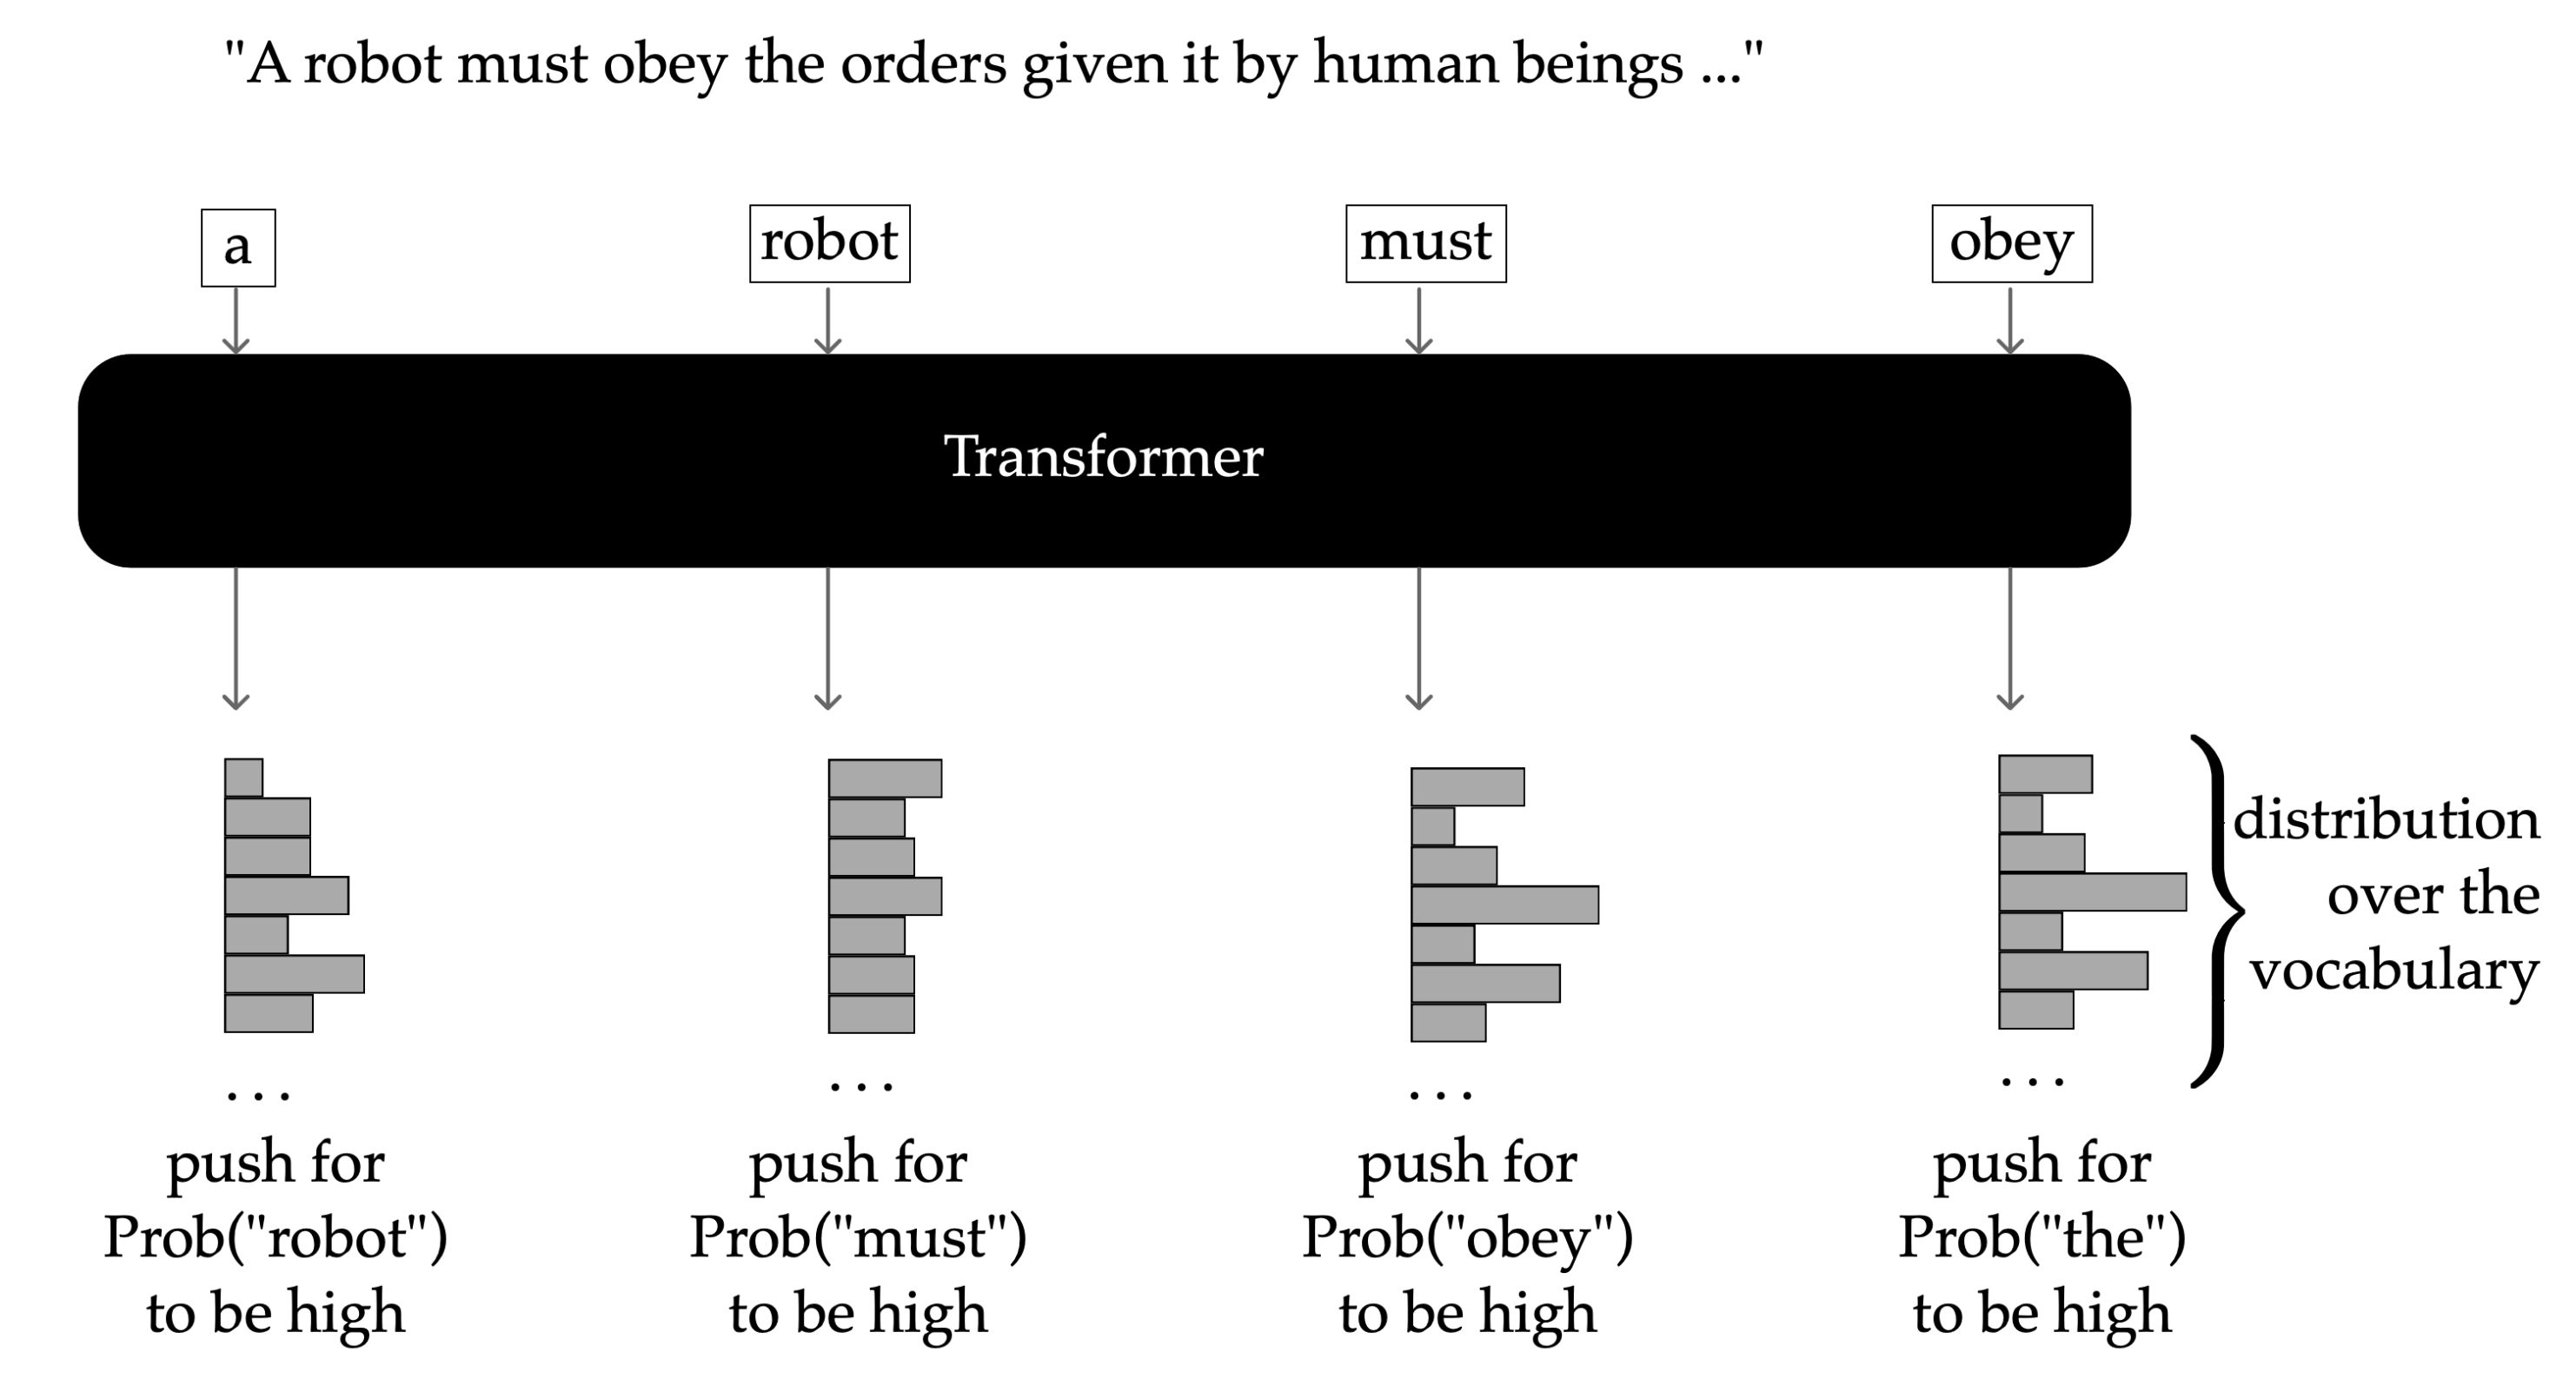 "A robot must obey the orders given it by human beings ..."
a
robot
must
obey
Transformer
distribution
over the
vocabulary
...
push for
Prob("robot")
to be high
...
push for
Prob("must")
to be high
...
push for
Prob("obey")
to be high
...
push for
Prob("the")
to be high